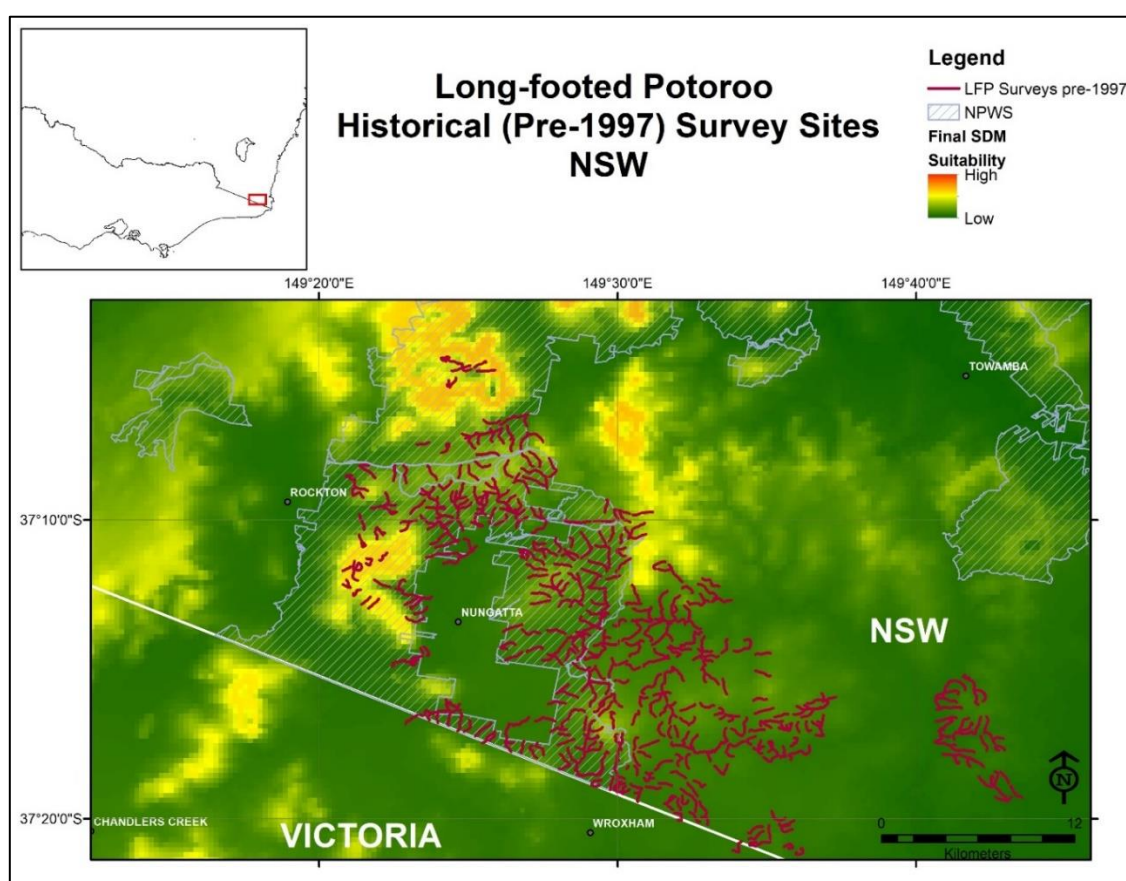 Long-footed Potoroo
Historical (Pre-1997) Survey Sites
NSW
Legend
LFP Surveys pre-1997
NPWS
Final SDM
Suitability
High
Low
149°20'0"E
149°30'0"E
149°40'0"E
TOWAMBA
ROCKTON
37°10'0"S
NUNGATTA
NSW
N
37°20'0"S
CHANDLERS CREEK
VICTORIA
WROXHAM
0
12
Kilometers